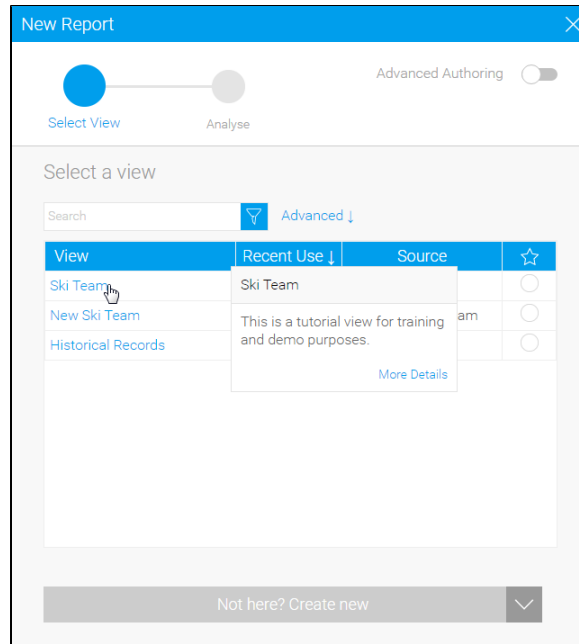 New Report
Advanced Authoring
Select View
Analyse
Select a view
Search
Advanced ↓
View Recent Use ↓ Source
Ski Team
Ski Team
New Ski Team
This is a tutorial view for training
am
Historical Records
and demo purposes.
More Details
Not here? Create new